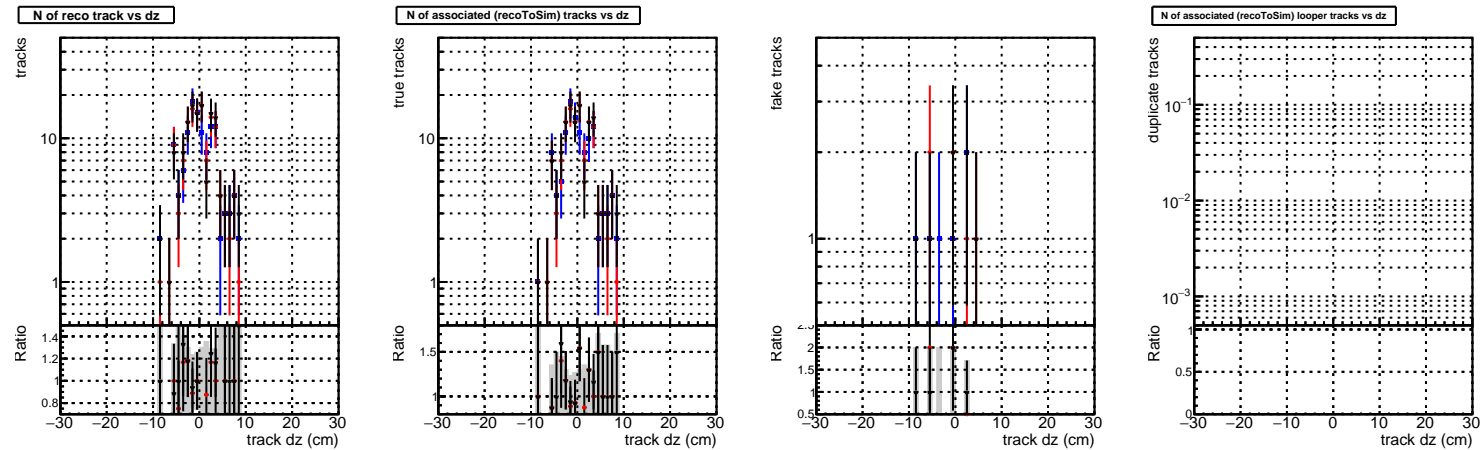 N of reco track vs dz
tracks
10
1
Ratio
1.4
1.2
1
0.8
−30 −20 −10 0 10 20 30
track dz (cm)
N of associated (recoToSim) tracks vs dz
true tracks
10
1
Ratio
1.5
1
−30 −20 −10 0 10 20 30
track dz (cm)
fake tracks
1
Ratio
2.5
2
1.5
1
0.5
−30 −20 −10 0 10 20 30
track dz (cm)
N of associated (recoToSim) looper tracks vs dz
duplicate tracks
10−1
10−2
10−3
Ratio
1
0.5
0
−30 −20 −10 0 10 20 30
track dz (cm)